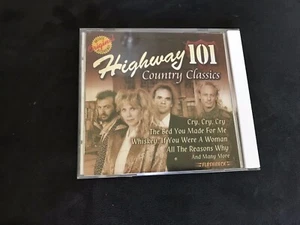 Highway 101
Country Classics
Cry, Cry, Cry
The Bed You Made For Me
Whiskey, If You Were A Woman
All The Reasons Why
And Many More